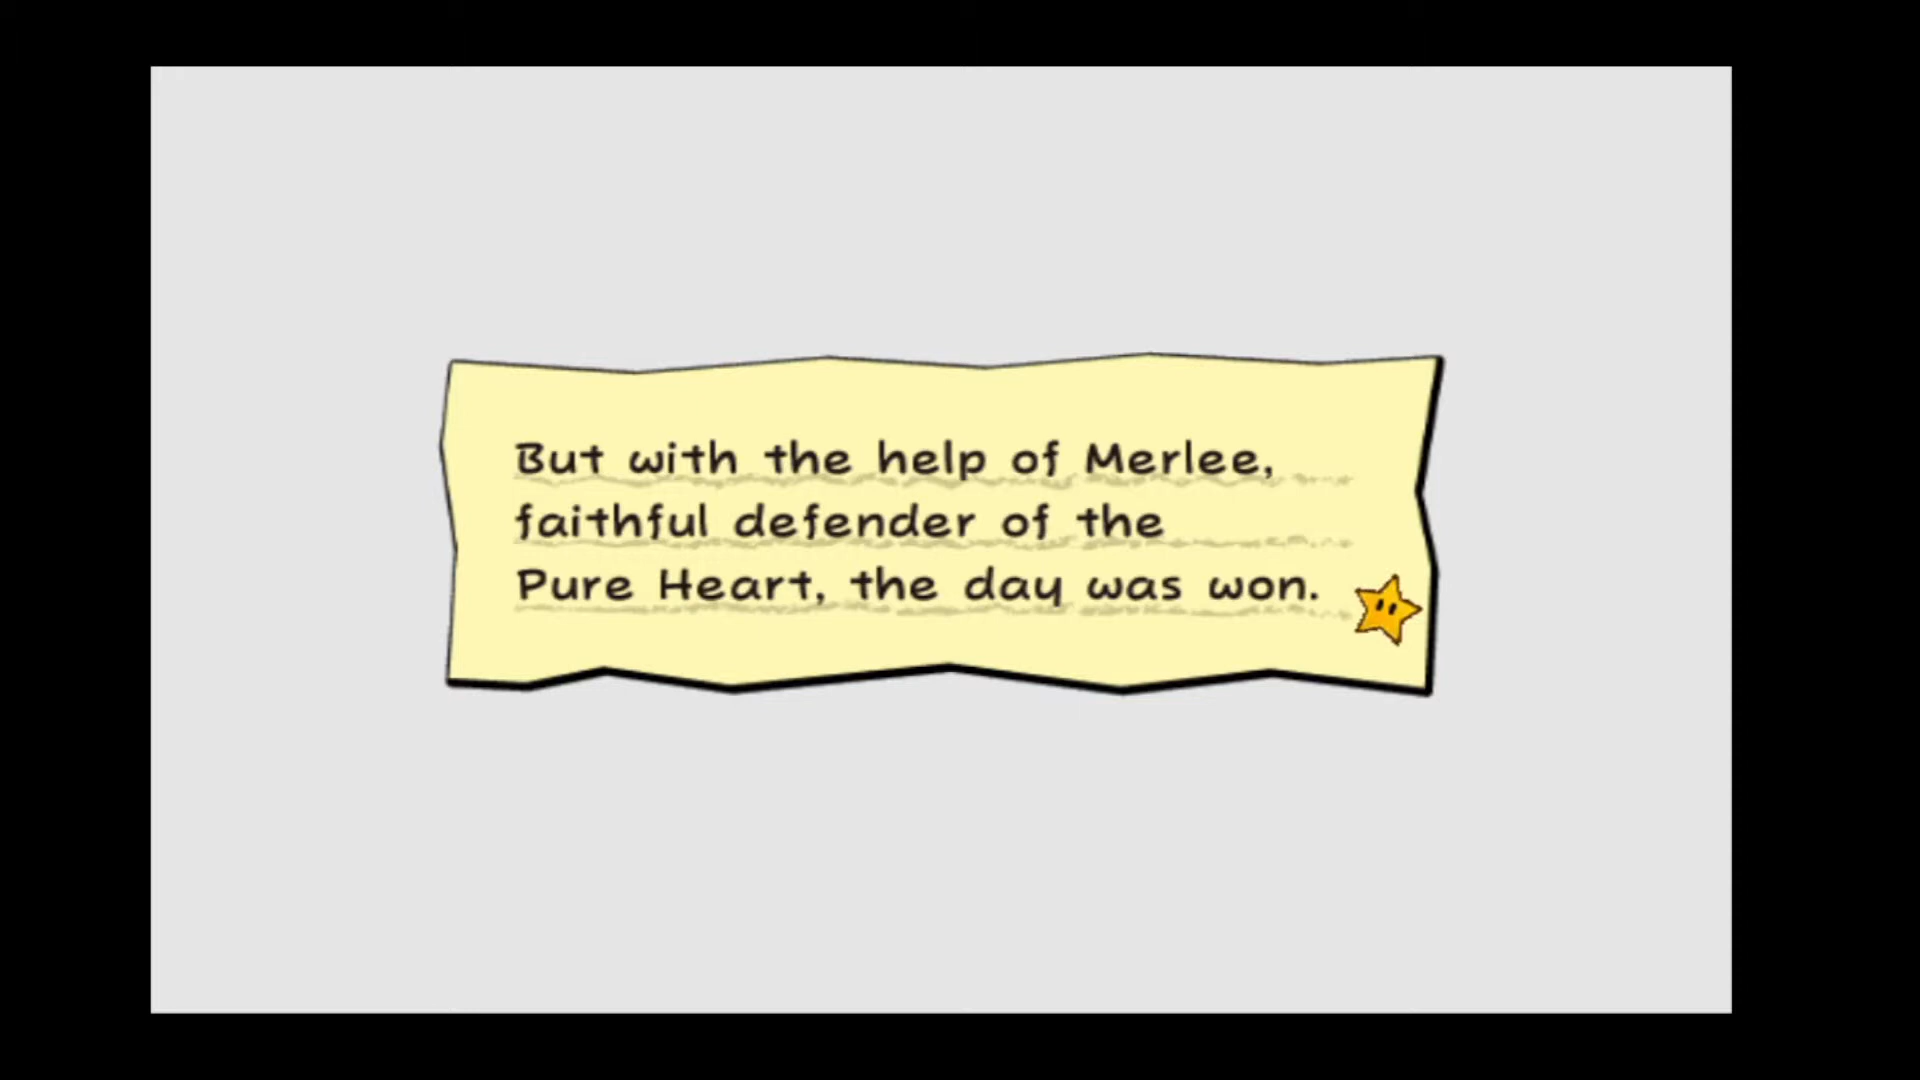 But with the help of Merlee,
faithful defender of the
Pure Heart, the day was won.